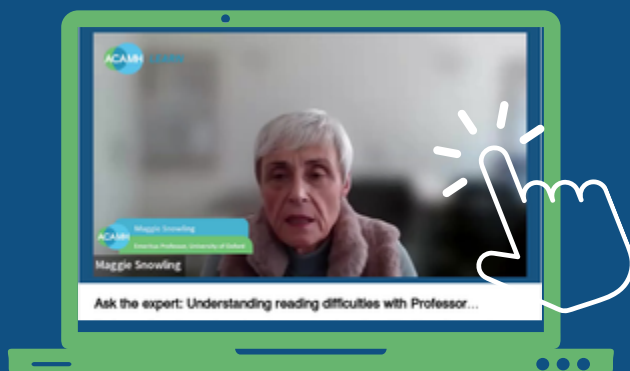 ACAMH
Maggie Snowling
ACAMH
Emeritus Professor, University of Oxford
Maggie Snowling
Ask the expert: Understanding reading difficulties with Professor...